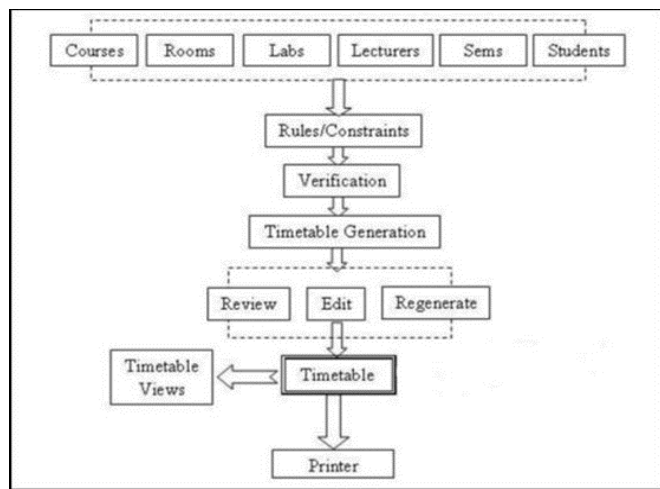 Courses Rooms Labs Lecturers Sems Students
Rules/Constraints
Verification
Timetable Generation
Review Edit Regenerate
Timetable
Views
Timetable
Printer